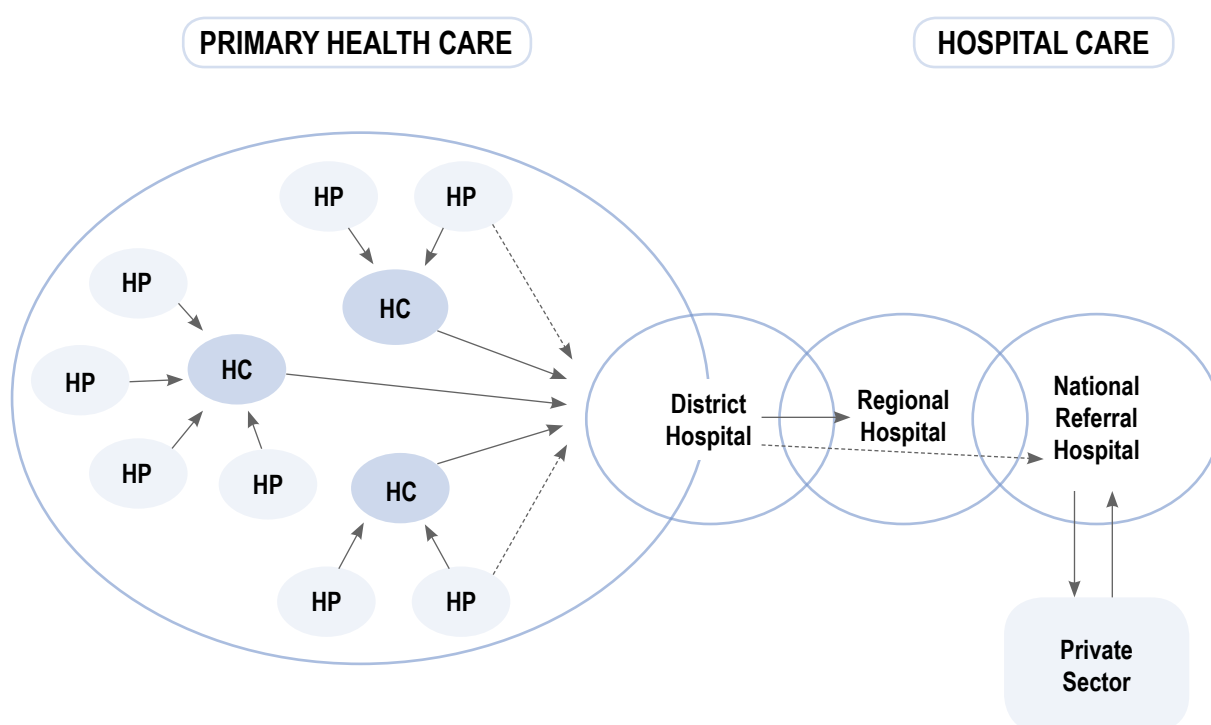 PRIMARY HEALTH CARE
HOSPITAL CARE
HP
HP
HP
HC
HC
HP
HP
HP
HC
HP
HP
District
Hospital
Regional
Hospital
National
Referral
Hospital
Private
Sector